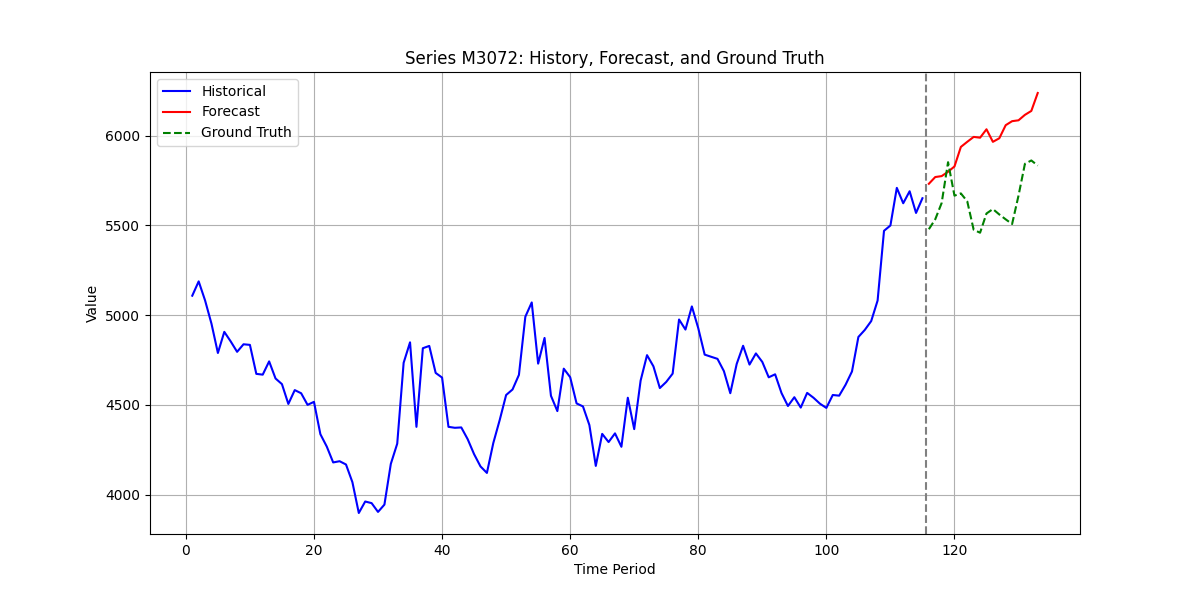 Series M3072: History, Forecast, and Ground Truth
Historical
Forecast
Ground Truth
6000
5500
5000
4500
4000
Value
0 20 40 60 80 100 120
Time Period